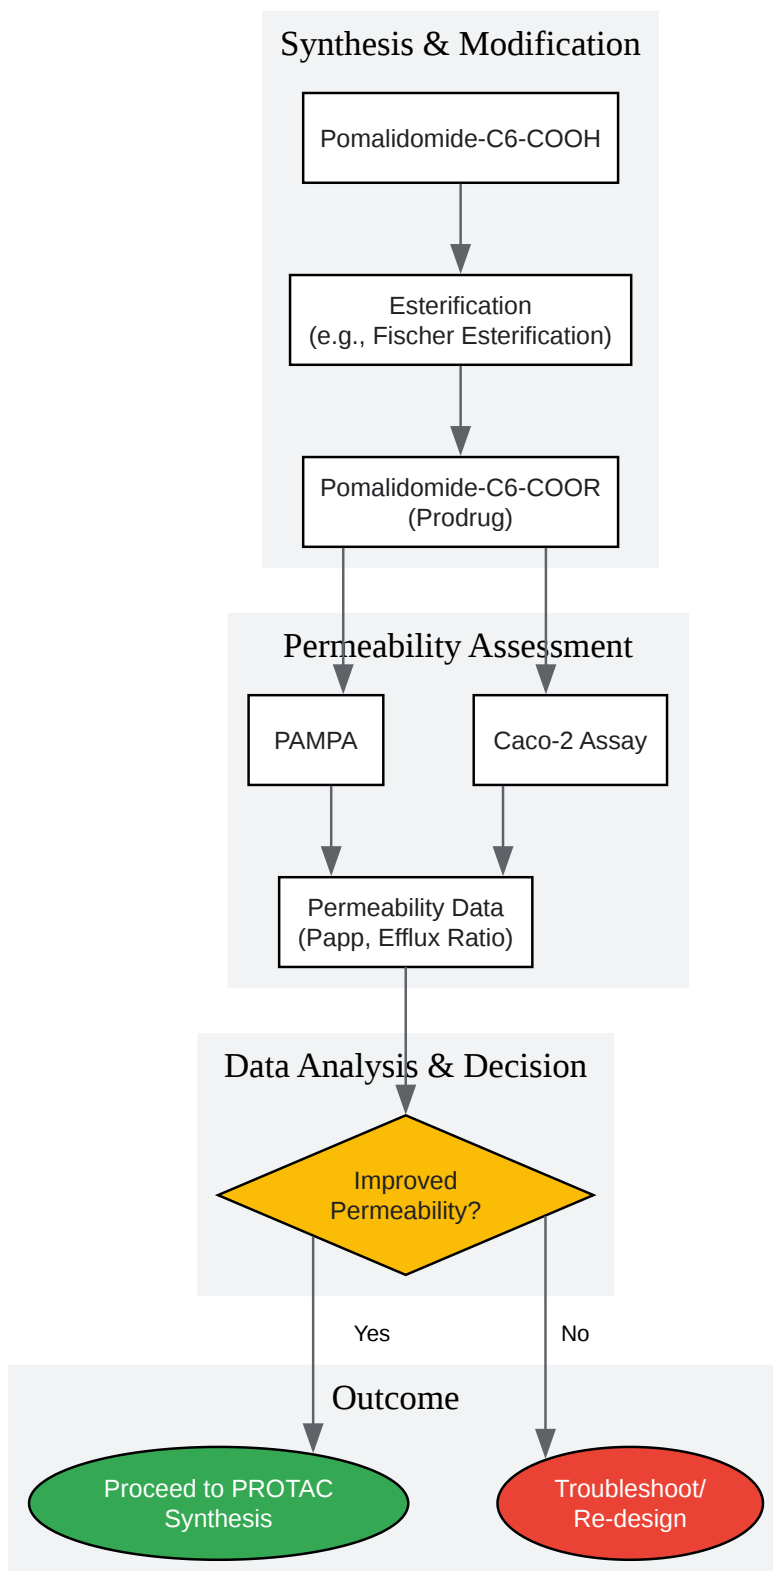 Synthesis & Modification
Pomalidomide-C6-COOH
Esterification
(e.g., Fischer Esterification)
Pomalidomide-C6-COOR
(Prodrug)
Permeability Assessment
PAMPA
Caco-2 Assay
Permeability Data
(Papp, Efflux Ratio)
Data Analysis & Decision
Improved
Permeability?
Yes
No
Outcome
Proceed to PROTAC
Synthesis
Troubleshoot/
Re-design